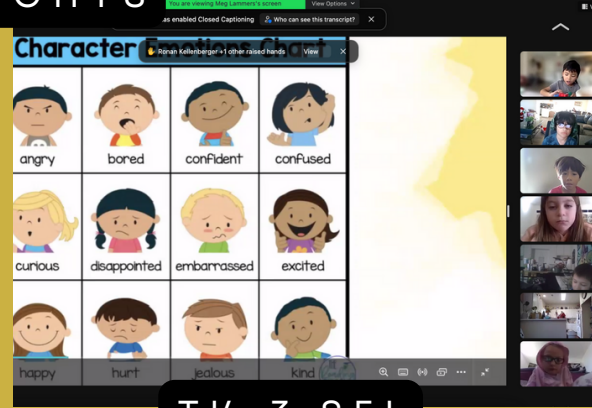 You are viewing Meg Lammers's screen
View Options
as enabled Closed Captioning
Who can see this transcript?
Character Emotions Chart
Ronan Kellenberger +1 other raised hands
View
angry
bored
confident
confused
curious
disappointed
embarrassed
excited
happy
hurt
jealous
kind